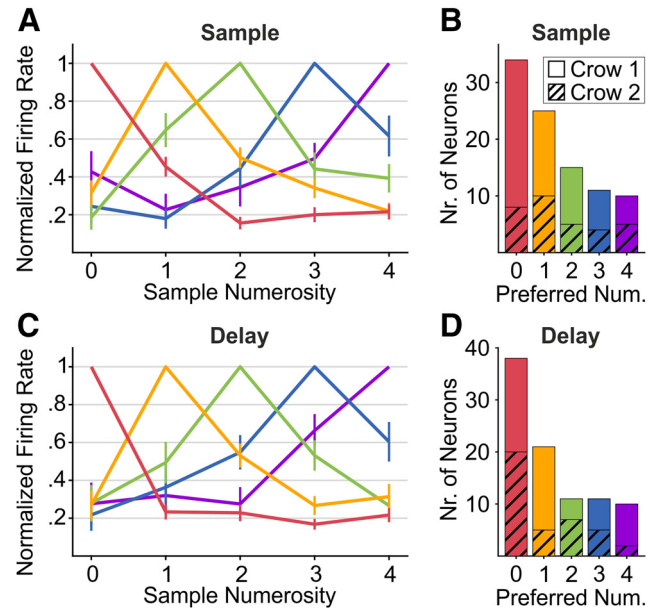 A
Sample
Normalized Firing Rate
1
.8
.6
.4
.2
0 1 2 3 4
Sample Numerosity
B
Sample
Nr. of Neurons
30
20
10
Crow 1
Crow 2
0 1 2 3 4
Preferred Num.
C
Delay
Normalized Firing Rate
1
.8
.6
.4
.2
0 1 2 3 4
Sample Numerosity
D
Delay
Nr. of Neurons
40
30
20
10
0 1 2 3 4
Preferred Num.